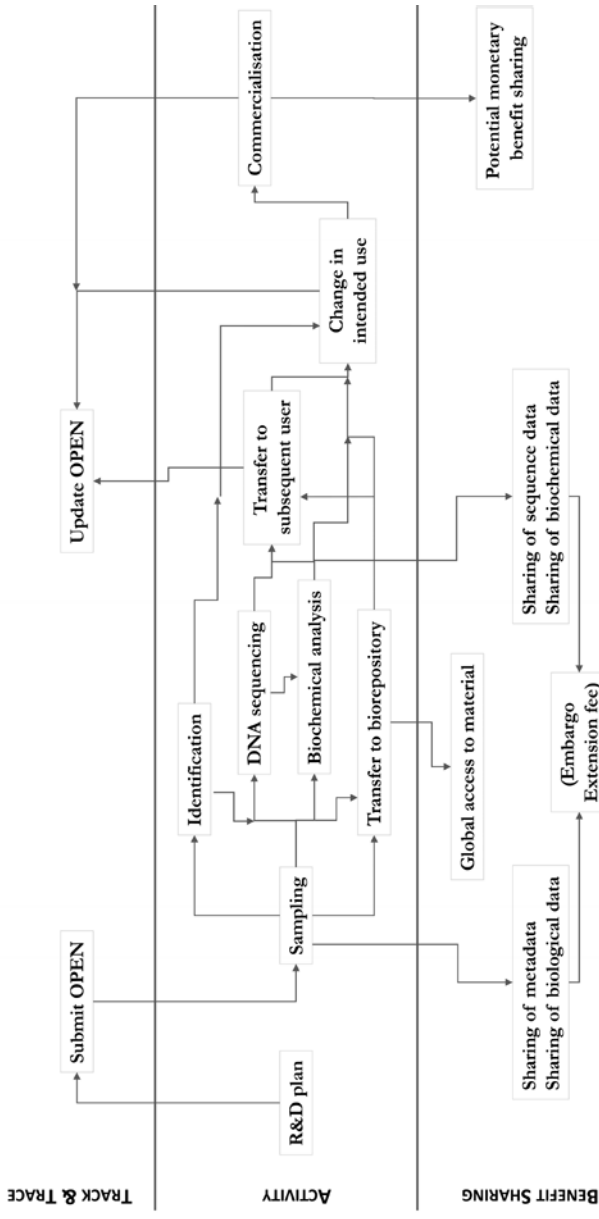 TRACK & TRACE
Submit OPEN
Update OPEN
ACTIVITY
R&D plan
Sampling
Identification
DNA sequencing
Biochemical analysis
Transfer to biorepository
Transfer to
subsequent user
Change in
intended use
Commercialisation
BENEFIT SHARING
Sharing of metadata
Sharing of biological data
Global access to material
(Embargo
Extension fee)
Sharing of sequence data
Sharing of biochemical data
Potential monetary
benefit sharing